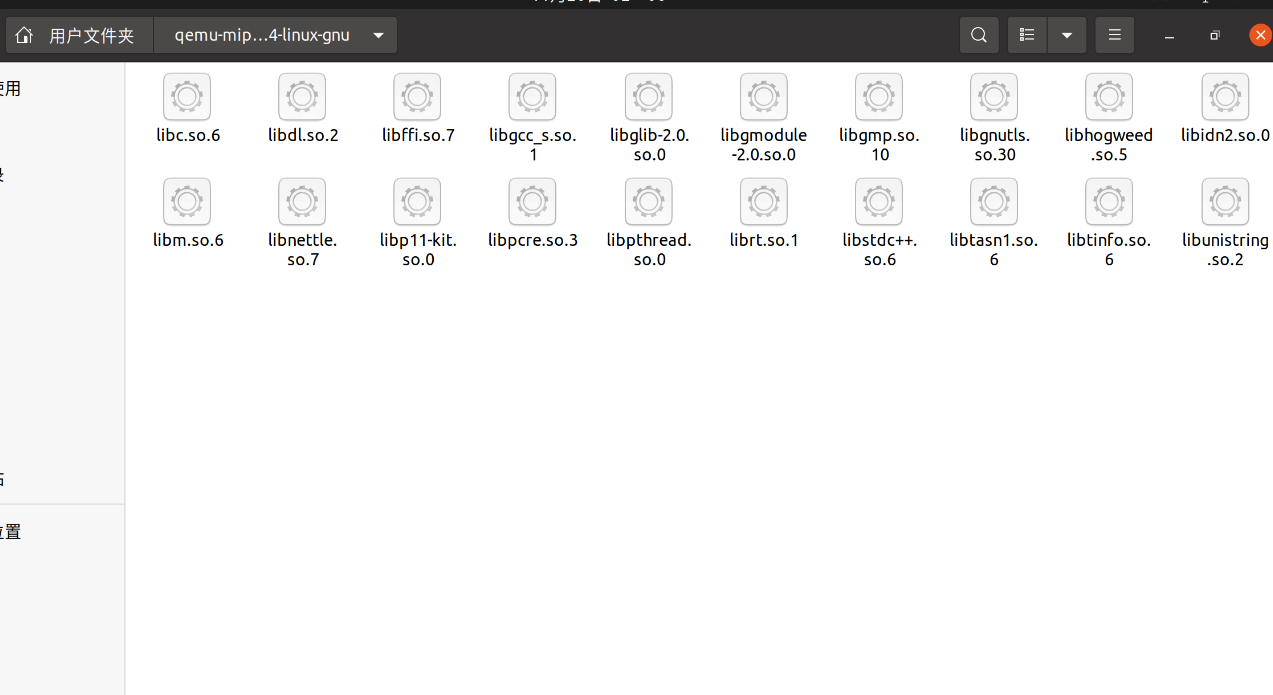 用户文件夹
qemu-mip...4-linux-gnu
使用
位置
libc.so.6
libdl.so.2
libffi.so.7
libgcc_s.so.
1
libglib-2.0.
so.0
libgmodule
-2.0.so.0
libgmp.so.
10
libgnutls.
so.30
libhogweed
.so.5
libidn2.so.0
libm.so.6
libnettle.
so.7
libp11-kit.
so.0
libpcre.so.3
libpthread.
so.0
librt.so.1
libstdc++.
so.6
libtasn1.so.
6
libtinfo.so.
6
libunistring
.so.2